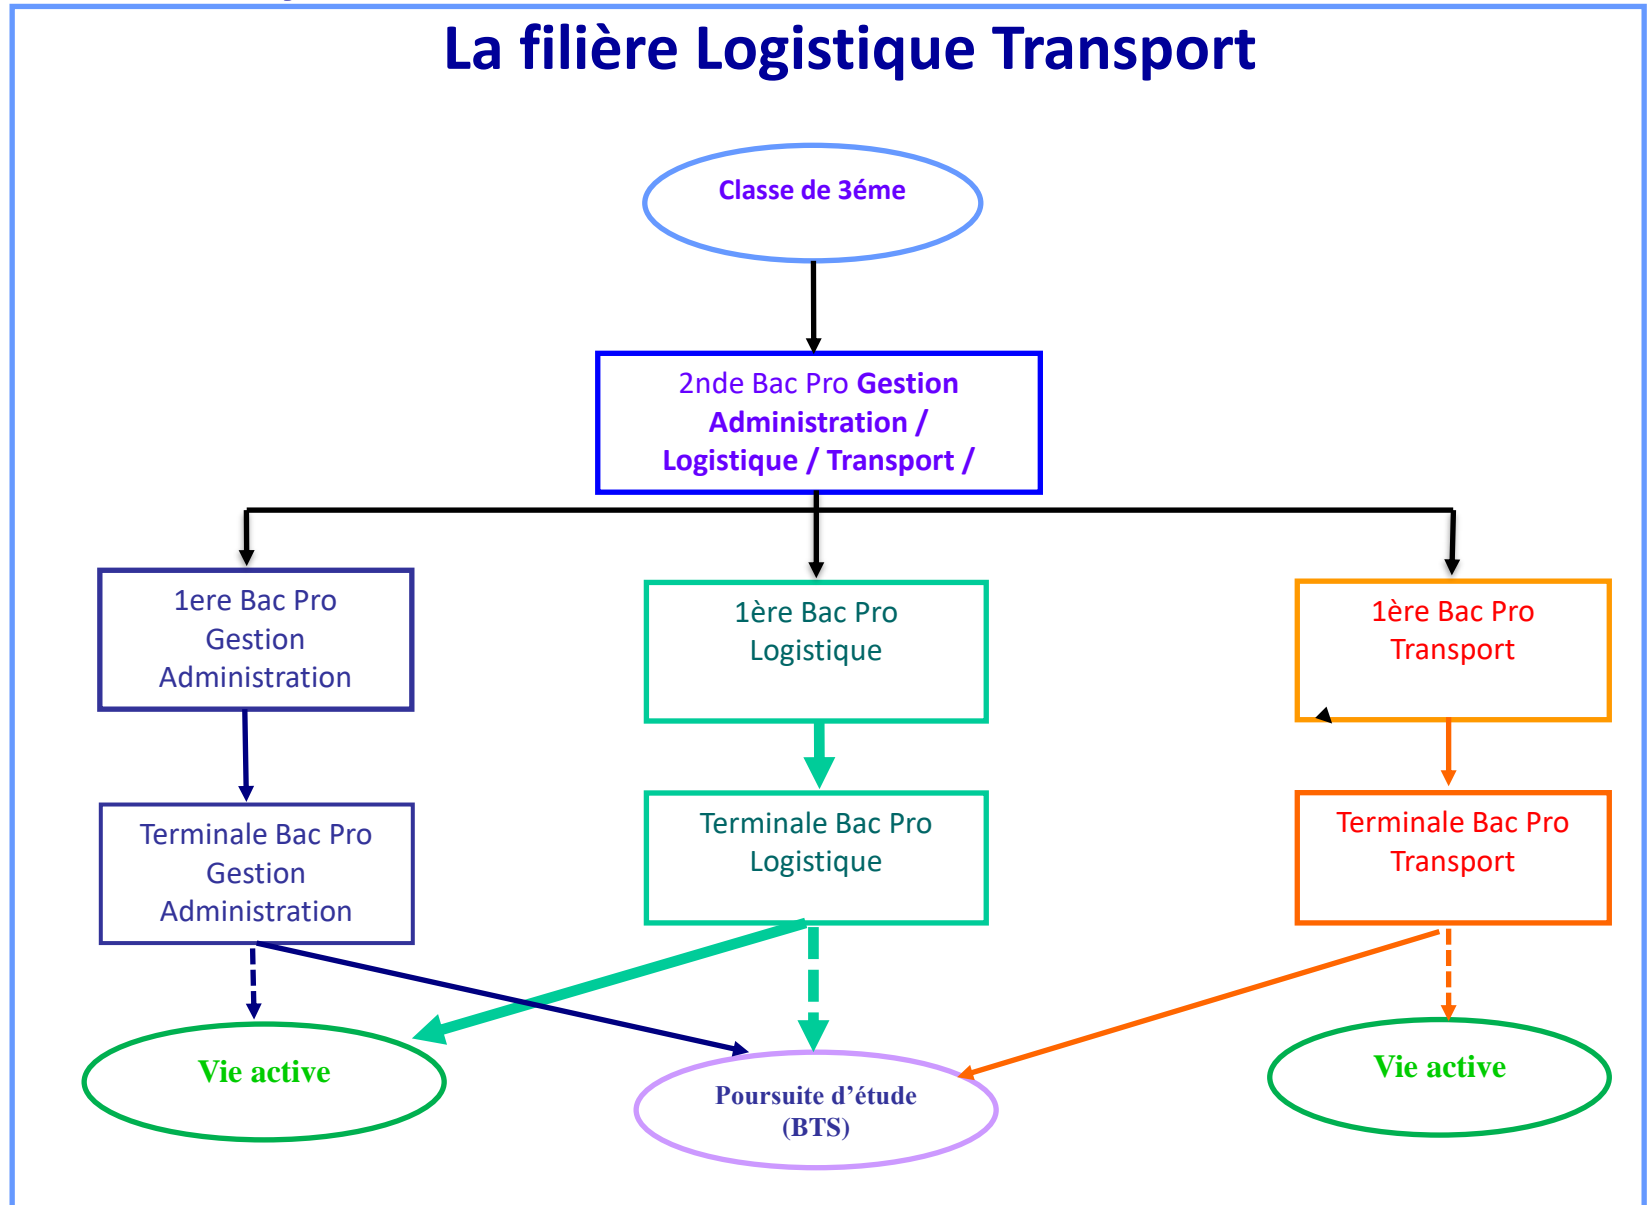 La filière Logistique Transport
Classe de 3éme
2nde Bac Pro Gestion
Administration /
Logistique / Transport /
1ere Bac Pro
Gestion
Administration
1ère Bac Pro
Logistique
1ère Bac Pro
Transport
Terminale Bac Pro
Gestion
Administration
Terminale Bac Pro
Logistique
Terminale Bac Pro
Transport
Vie active
Poursuite d’étude
(BTS)
Vie active